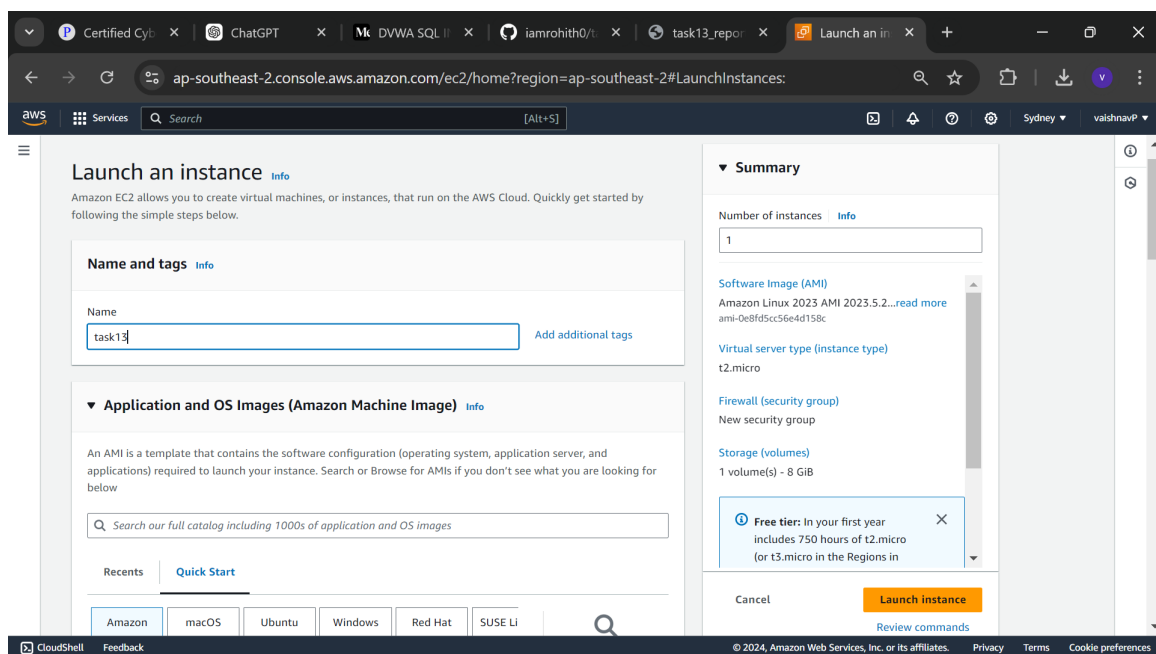 Certified Cyb
ChatGPT
DVWA SQL I
iamrohith0/t
task13_repor
Launch an in
ap-southeast-2.console.aws.amazon.com/ec2/home?region=ap-southeast-2#LaunchInstances:
V
aws
Services
Search
[Alt+S]
Sydney
vaishnavP
Launch an instance Info
Amazon EC2 allows you to create virtual machines, or instances, that run on the AWS Cloud. Quickly get started by
following the simple steps below.
Name and tags Info
Name
task13
Add additional tags
Application and OS Images (Amazon Machine Image) Info
An AMI is a template that contains the software configuration (operating system, application server, and
applications) required to launch your instance. Search or Browse for AMIs if you don't see what you are looking for
below
Search our full catalog including 1000s of application and OS images
Recents
Quick Start
Amazon
macOS
Ubuntu
Windows
Red Hat
SUSE Li
Summary
Number of instances Info
1
Software Image (AMI)
Amazon Linux 2023 AMI 2023.5.2...read more
ami-0e8fd5cc56e4d158c
Virtual server type (instance type)
t2.micro
Firewall (security group)
New security group
Storage (volumes)
1 volume(s) - 8 GiB
Free tier: In your first year
includes 750 hours of t2.micro
(or t3.micro in the Regions in
Cancel
Launch instance
Review commands
CloudShell
Feedback
© 2024, Amazon Web Services, Inc. or its affiliates.
Privacy
Terms
Cookie preferences